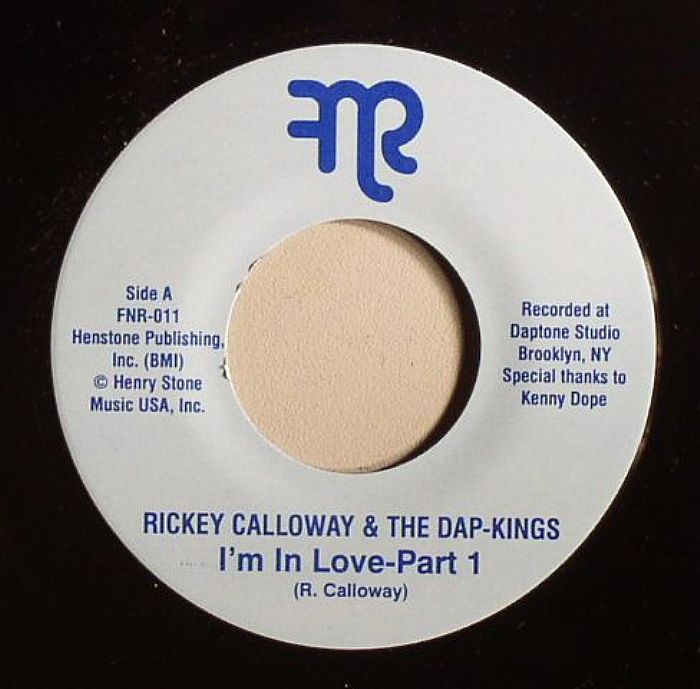 FNR
Side A
FNR-011
Henstone Publishing,
Inc. (BMI)
© Henry Stone
Music USA, Inc.
Recorded at
Daptone Studio
Brooklyn, NY
Special thanks to
Kenny Dope
RICKEY CALLOWAY & THE DAP-KINGS
I'm In Love-Part 1
(R. Calloway)